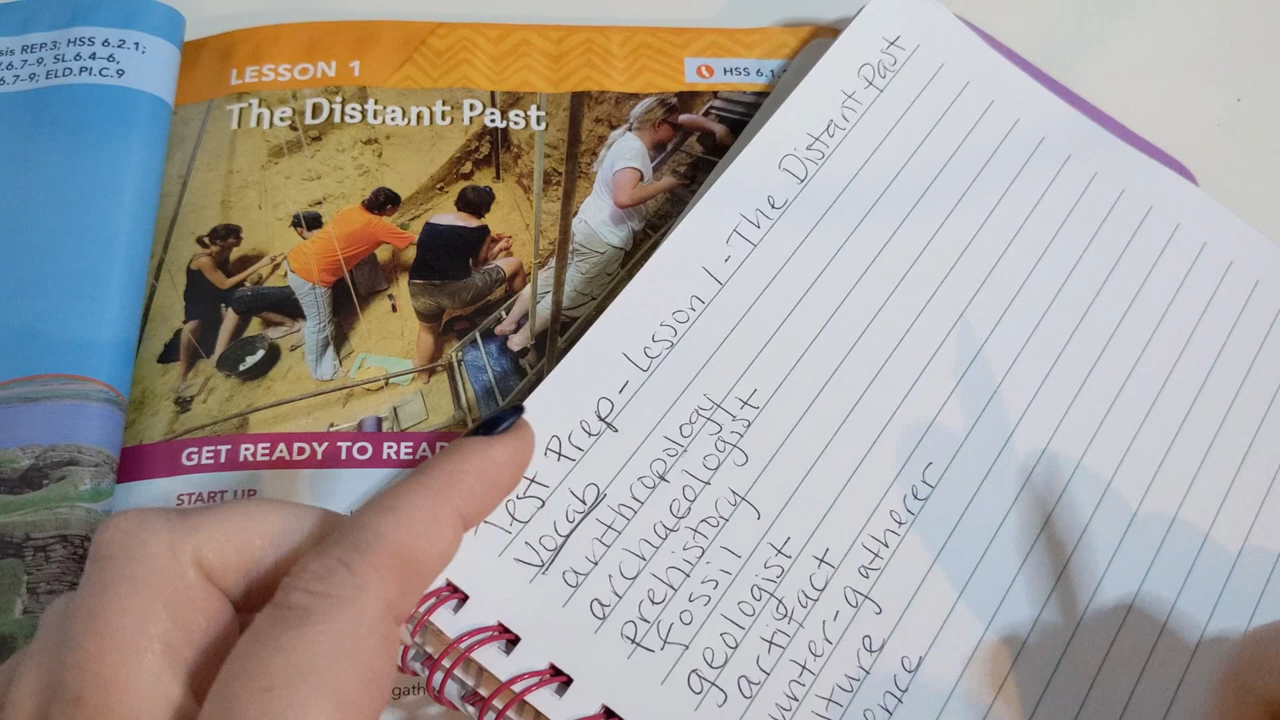 sis REP.3; HSS 6.2.1;
.6.7–9, SL.6.4–6,
6.7–9; ELD.PI.C.9
LESSON 1
HSS 6.1.
The Distant Past
GET READY TO READ
START UP
gath
Test Prep - Lesson 1 - The Distant Past
Vocab
anthropology
archaeologist
prehistory
fossil
geologist
artifact
unter-gatherer
lture
ence